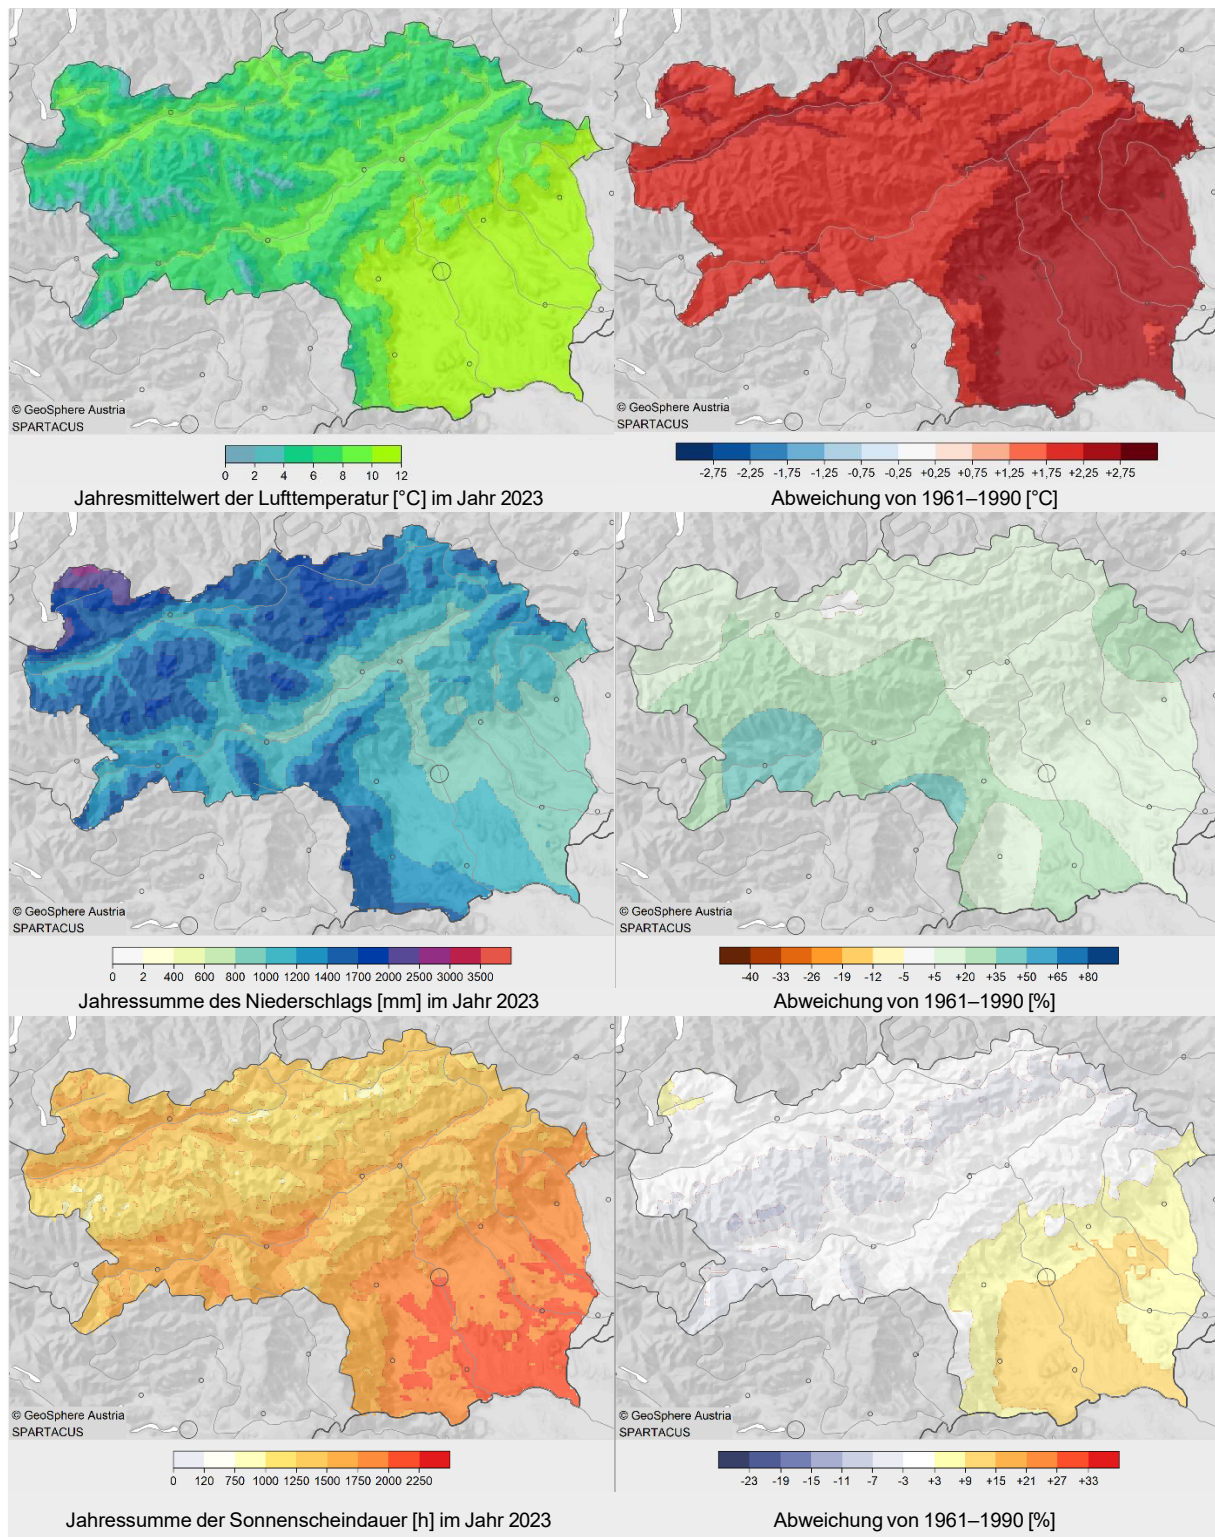 © GeoSphere Austria
SPARTACUS
0 2 4 6 8 10 12
Jahresmittelwert der Lufttemperatur [°C] im Jahr 2023
© GeoSphere Austria
SPARTACUS
-2,75 -2,25 -1,75 -1,25 -0,75 -0,25 +0,25 +0,75 +1,25 +1,75 +2,25 +2,75
Abweichung von 1961–1990 [°C]
© GeoSphere Austria
SPARTACUS
0 2 400 600 800 1000 1200 1400 1700 2000 2500 3000 3500
Jahressumme des Niederschlags [mm] im Jahr 2023
© GeoSphere Austria
SPARTACUS
-40 -33 -26 -19 -12 -5 +5 +20 +35 +50 +65 +80
Abweichung von 1961–1990 [%]
© GeoSphere Austria
SPARTACUS
0 120 750 1000 1250 1500 1750 2000 2250
Jahressumme der Sonnenscheindauer [h] im Jahr 2023
© GeoSphere Austria
SPARTACUS
-23 -19 -15 -11 -7 -3 +3 +9 +15 +21 +27 +33
Abweichung von 1961–1990 [%]